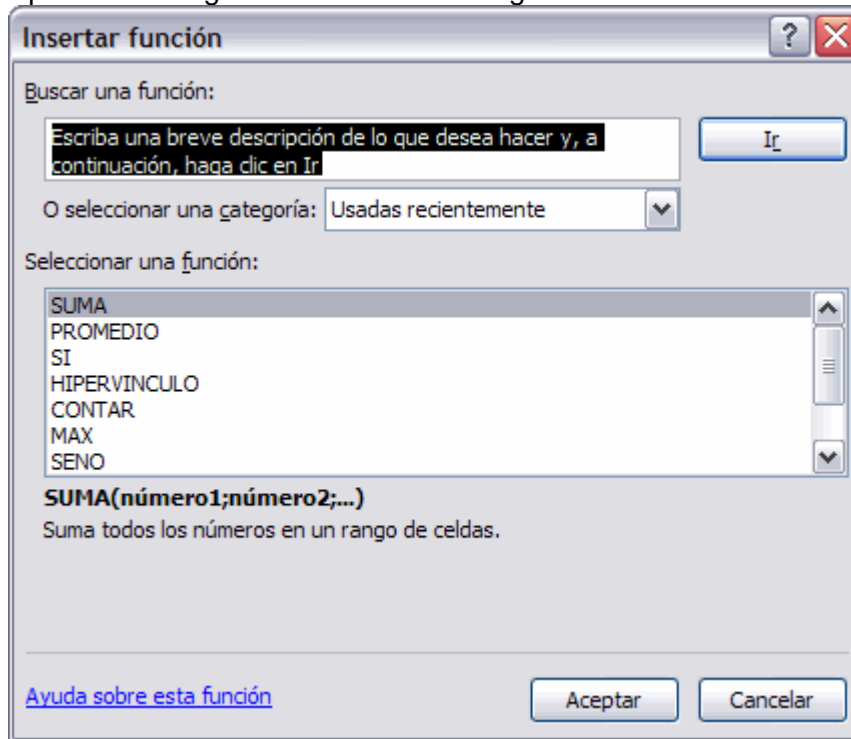 Insertar función
Buscar una función:
Escriba una breve descripción de lo que desea hacer y, a
continuación, haga clic en Ir
Ir
O seleccionar una categoría: Usadas recientemente
Seleccionar una función:
SUMA
PROMEDIO
SI
HIPERVINCULO
CONTAR
MAX
SENO
SUMA(número1;número2;...)
Suma todos los números en un rango de celdas.
Ayuda sobre esta función
Aceptar
Cancelar